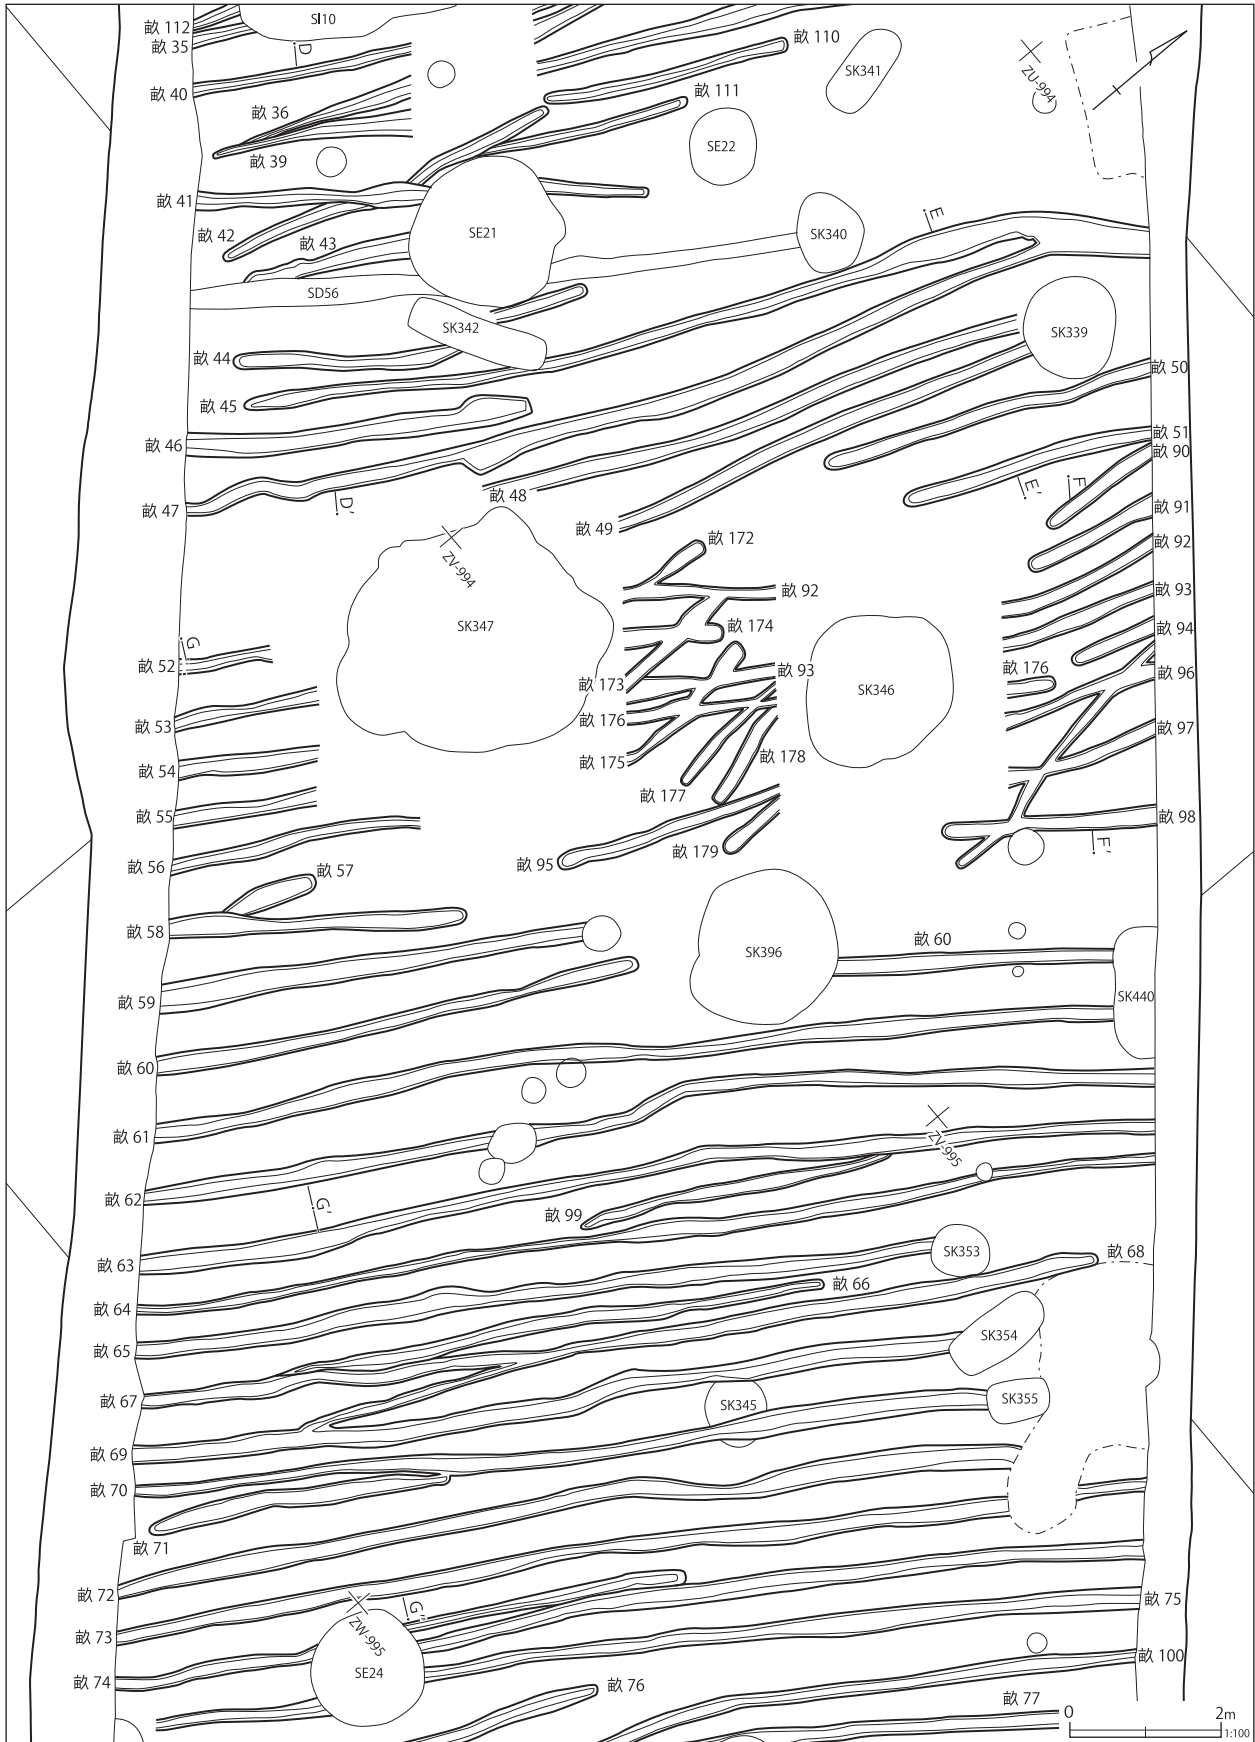 畝 112
SI10
畝 35
D
畝 110
SK341
ZU-994
畝 40
畝 111
畝 36
SE22
畝 39
畝 41
畝 42
畝 43
SE21
SK340
E
SD56
SK342
SK339
畝 44
畝 50
畝 45
畝 46
畝 51
畝 90
畝 47
D'
畝 48
E'
F
畝 91
畝 49
畝 92
ZV-994
畝 172
畝 92
畝 93
SK347
畝 174
畝 94
G
畝 52
畝 93
畝 176
畝 96
畝 173
SK346
畝 176
畝 53
畝 97
畝 175
畝 178
畝 54
畝 177
畝 55
畝 98
畝 179
F'
畝 56
畝 57
畝 95
畝 58
畝 60
SK396
畝 59
SK440
畝 60
畝 61
ZV-995
畝 62
G'
畝 99
畝 63
SK353
畝 68
畝 64
畝 66
SK354
畝 65
畝 67
SK355
SK345
畝 69
畝 70
畝 71
畝 72
畝 75
G''
畝 73
ZW-995
畝 100
SE24
畝 74
畝 76
畝 77
0 2m
1:100